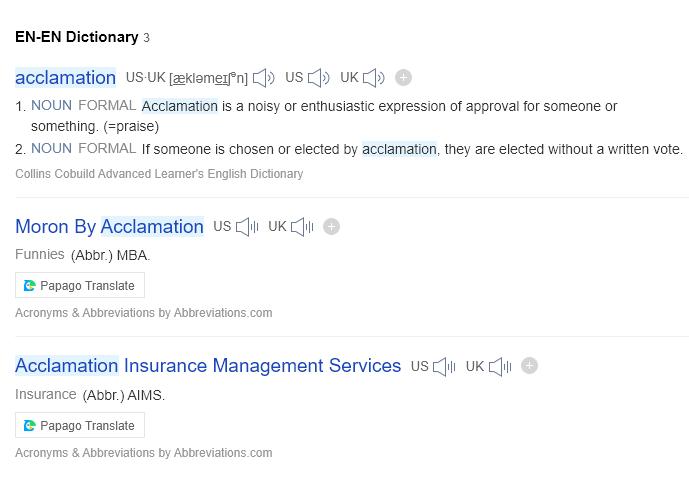 EN-EN Dictionary 3
acclamation US·UK [ækləmeɪʃᵊn] US UK
1. NOUN FORMAL Acclamation is a noisy or enthusiastic expression of approval for someone or
something. (=praise)
2. NOUN FORMAL If someone is chosen or elected by acclamation, they are elected without a written vote.
Collins Cobuild Advanced Learner's English Dictionary
Moron By Acclamation US UK
Funnies (Abbr.) MBA.
Papago Translate
Acronyms & Abbreviations by Abbreviations.com
Acclamation Insurance Management Services US UK
Insurance (Abbr.) AIMS.
Papago Translate
Acronyms & Abbreviations by Abbreviations.com